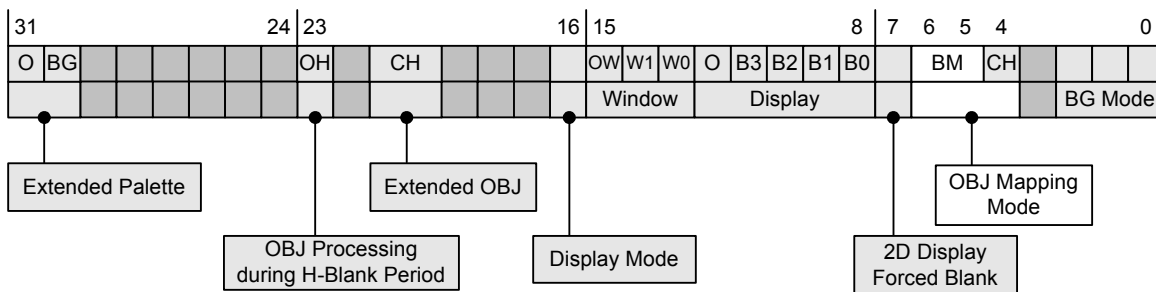 31 24 23 16 15 8 7 6 5 4 0
O BG OH CH OW W1 W0 O B3 B2 B1 B0 BM CH
Window Display BG Mode
Extended Palette
OBJ Processing
during H-Blank Period
Extended OBJ
Display Mode
2D Display
Forced Blank
OBJ Mapping
Mode